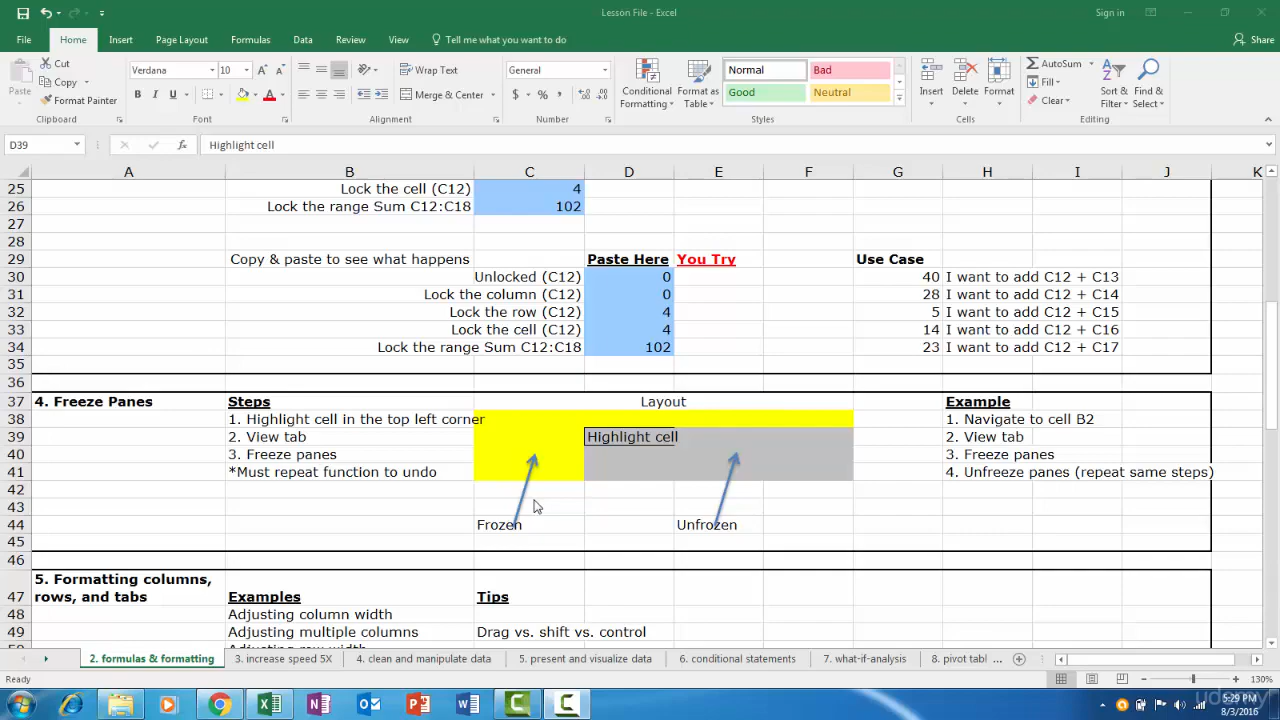 Lesson File - Excel
Sign in
File Home Insert Page Layout Formulas Data Review View Tell me what you want to do Share
Cut
Copy
Format Painter
Paste
Clipboard
Verdana 10
B I U
Font
Wrap Text
Merge & Center
Alignment
General
$ % ,
Number
Conditional Formatting
Format as Table
Normal Bad
Good Neutral
Styles
Insert Delete Format
Cells
AutoSum
Fill
Clear
Sort & Filter
Find & Select
Editing
D39 fx Highlight cell
A B C D E F G H I J K
25 Lock the cell (C12) 4
26 Lock the range Sum C12:C18 102
27
28
29 Copy & paste to see what happens Paste Here You Try Use Case
30 Unlocked (C12) 0 40 I want to add C12 + C13
31 Lock the column (C12) 0 28 I want to add C12 + C14
32 Lock the row (C12) 4 5 I want to add C12 + C15
33 Lock the cell (C12) 4 14 I want to add C12 + C16
34 Lock the range Sum C12:C18 102 23 I want to add C12 + C17
35
36
37 4. Freeze Panes Steps Layout Example
38 1. Highlight cell in the top left corner 1. Navigate to cell B2
39 2. View tab Highlight cell 2. View tab
40 3. Freeze panes 3. Freeze panes
41 *Must repeat function to undo 4. Unfreeze panes (repeat same steps)
42
43
44 Frozen Unfrozen
45
46
5. Formatting columns,
47 rows, and tabs Examples Tips
48 Adjusting column width
49 Adjusting multiple columns Drag vs. shift vs. control
2. formulas & formatting 3. increase speed 5X 4. clean and manipulate data 5. present and visualize data 6. conditional statements 7. what-if-analysis 8. pivot tabl ...
Ready 130%
udemy
5:29 PM
8/3/2016